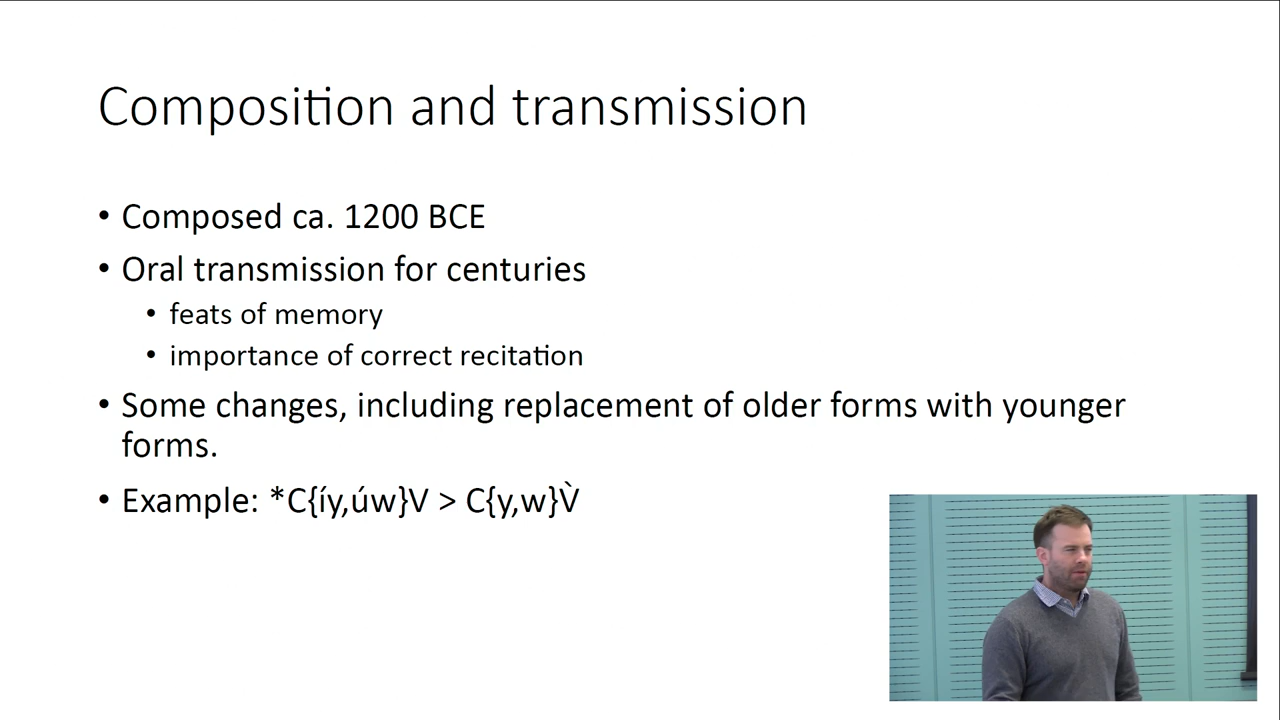 Composition and transmission
• Composed ca. 1200 BCE
• Oral transmission for centuries
• feats of memory
• importance of correct recitation
• Some changes, including replacement of older forms with younger
forms.
• Example: *C{íy,úw}V > C{y,w}V̀